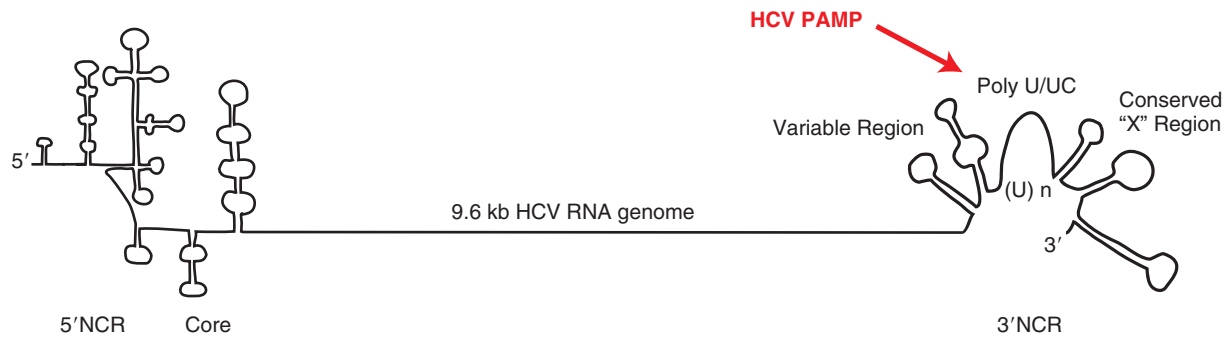 HCV PAMP
Poly U/UC
Conserved
“X” Region
Variable Region
5′
(U) n
9.6 kb HCV RNA genome
3′
5′NCR
Core
3′NCR